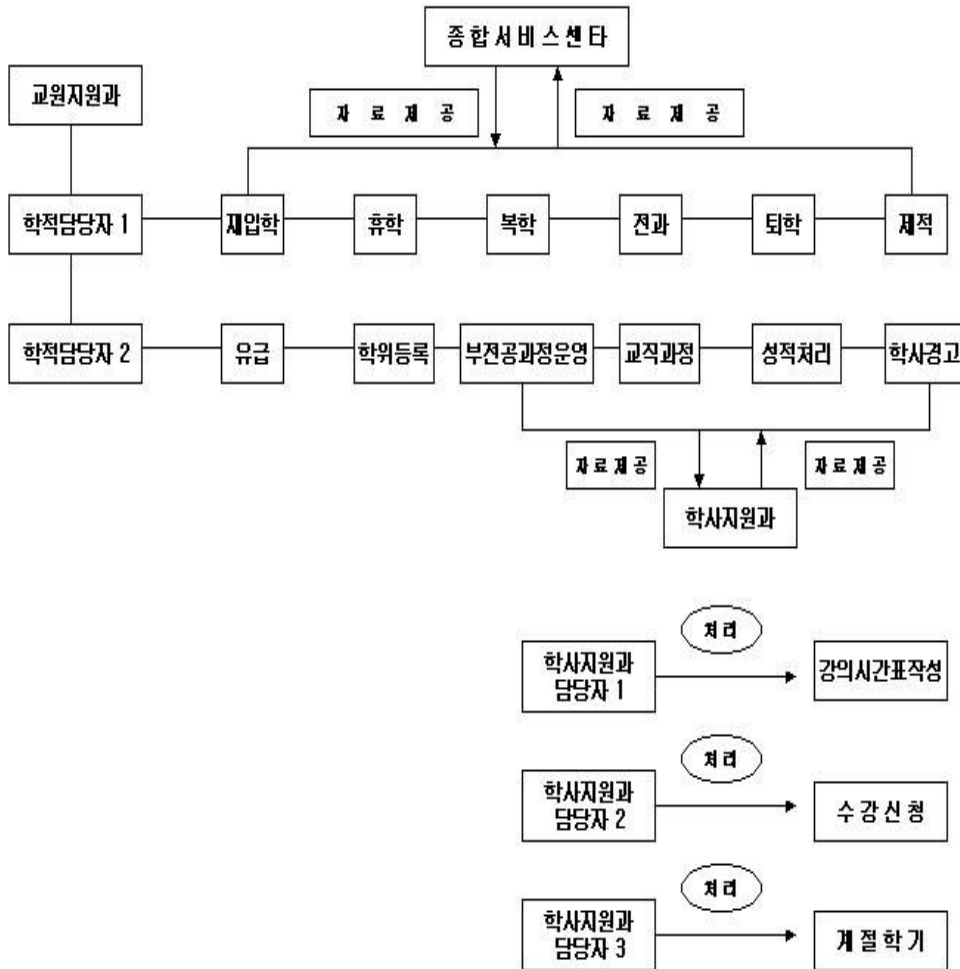 종합서비스센타
교원지원과
자 료 제 공
자 료 제 공
학적담당자 1
재입학
휴학
복학
전과
퇴학
제적
학적담당자 2
유급
학위등록
부전공과정운영
교직과정
성적처리
학사경고
자료제공
자료제공
학사지원과
처리
학사지원과
담당자 1
강의시간표작성
처리
학사지원과
담당자 2
수강신청
처리
학사지원과
담당자 3
계절학기